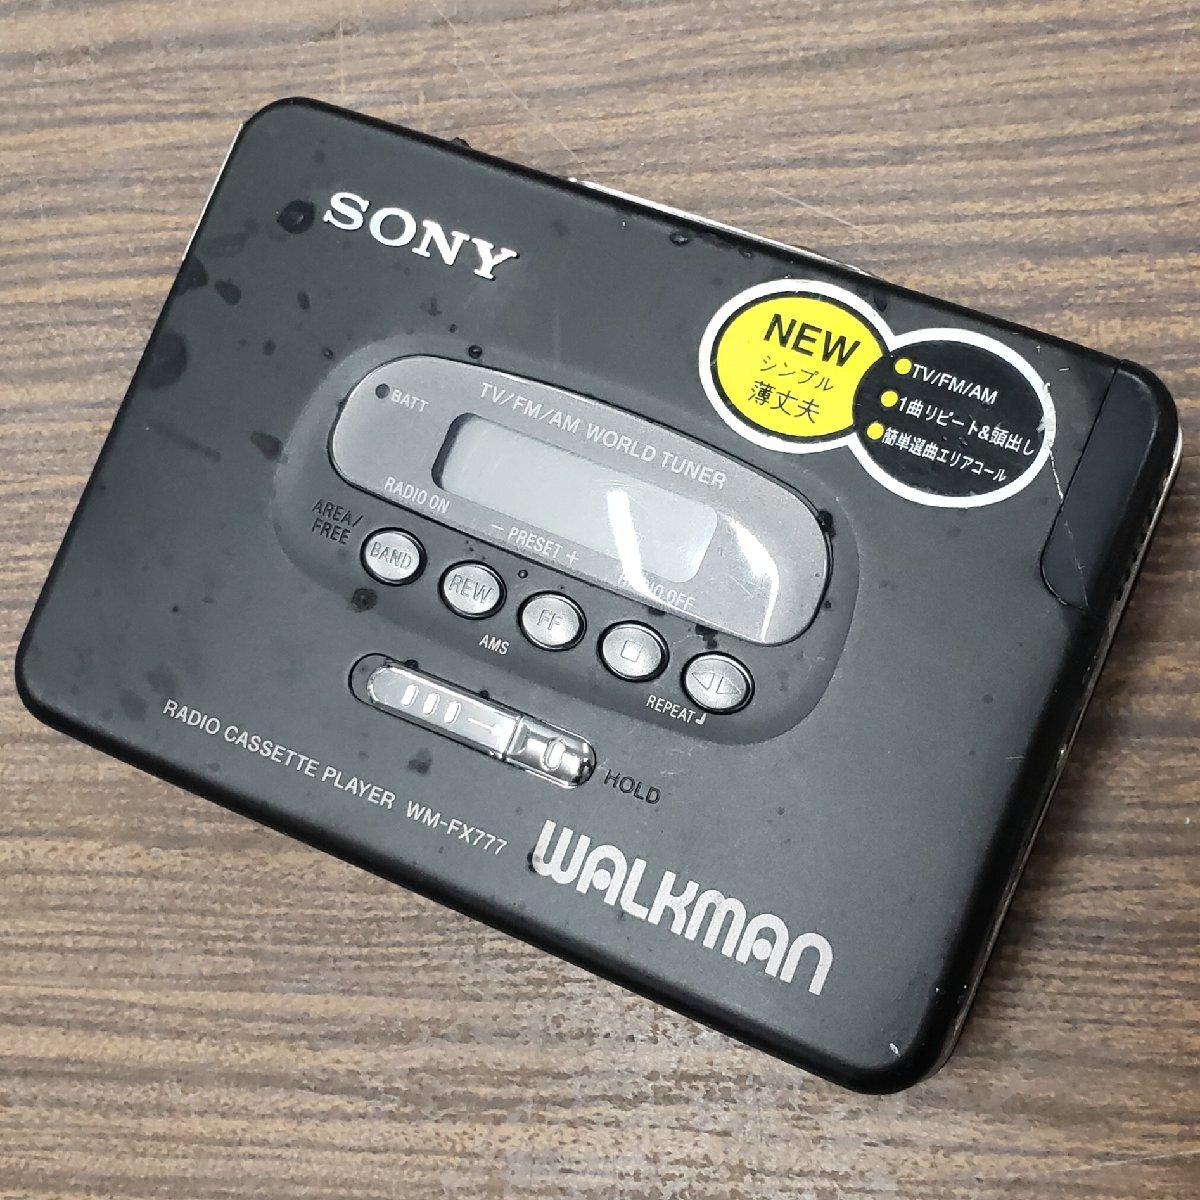 SONY
NEW
シンプル
薄丈夫
TV/FM/AM
1曲リピート&頭出し
簡単選曲エリアコール
BATT
TV/FM/AM WORLD TUNER
RADIO ON
− PRESET +
RADIO OFF
AREA/
FREE
BAND
REW
FF
AMS
REPEAT
HOLD
RADIO CASSETTE PLAYER WM-FX777
WALKMAN